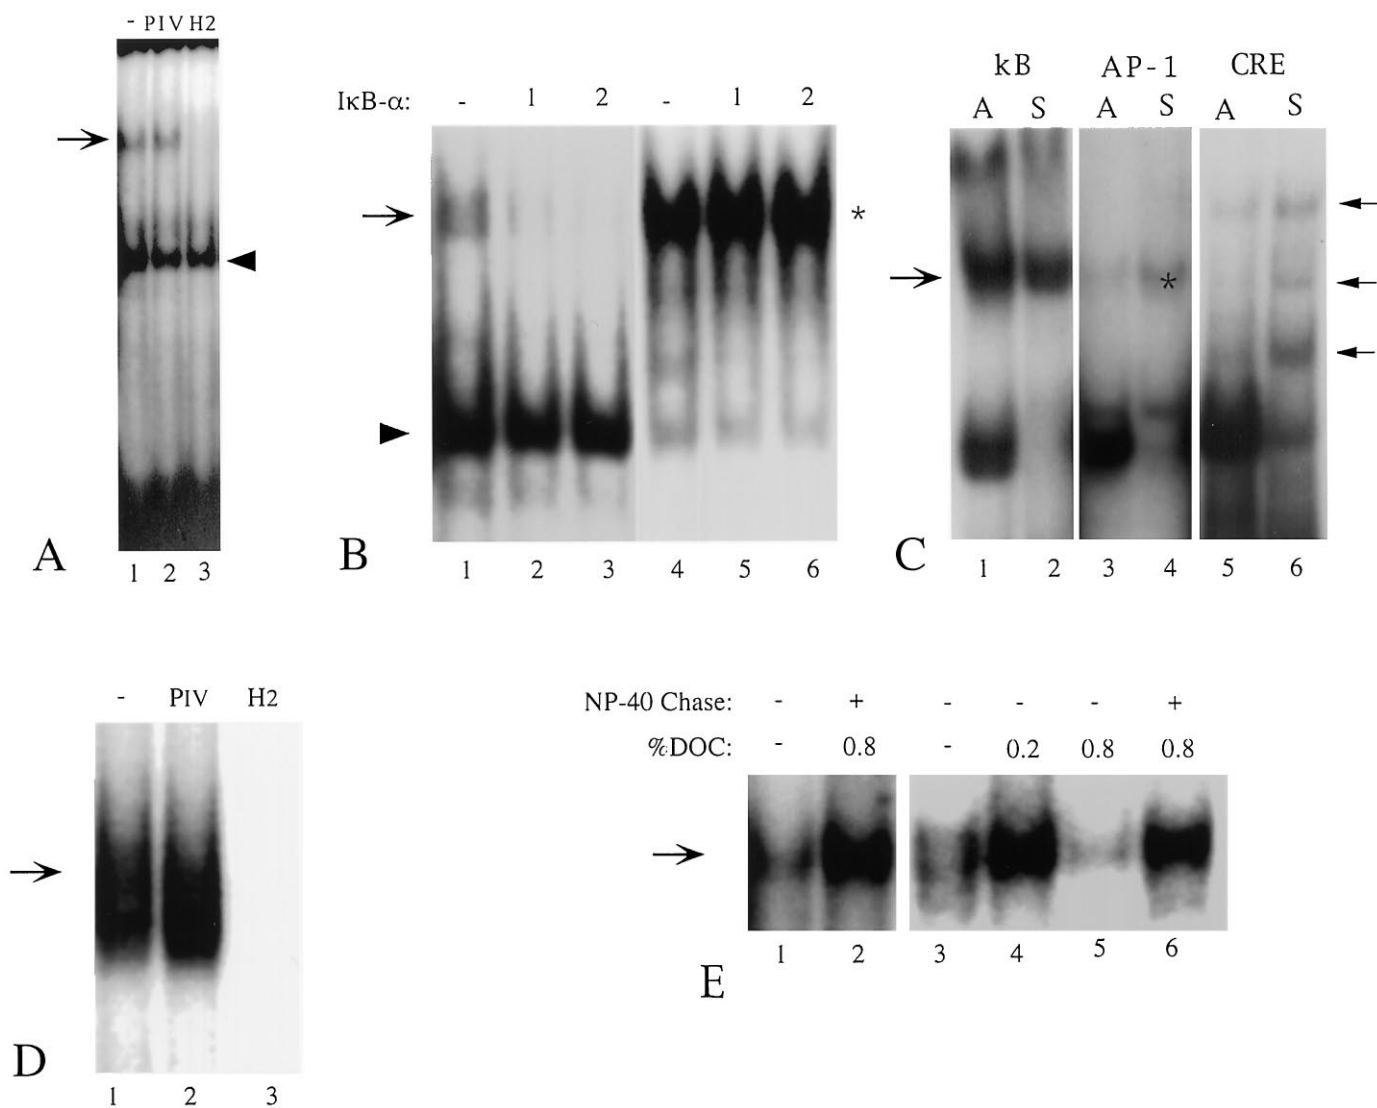 - PIV H2
A
1 2 3
IκB-α: - 1 2 - 1 2
*
B
1 2 3 4 5 6
kB AP-1 CRE
A S A S A S
*
C
1 2 3 4 5 6
- PIV H2
D
1 2 3
NP-40 Chase: - + - - - +
%DOC: - 0.8 - 0.2 0.8 0.8
E
1 2 3 4 5 6